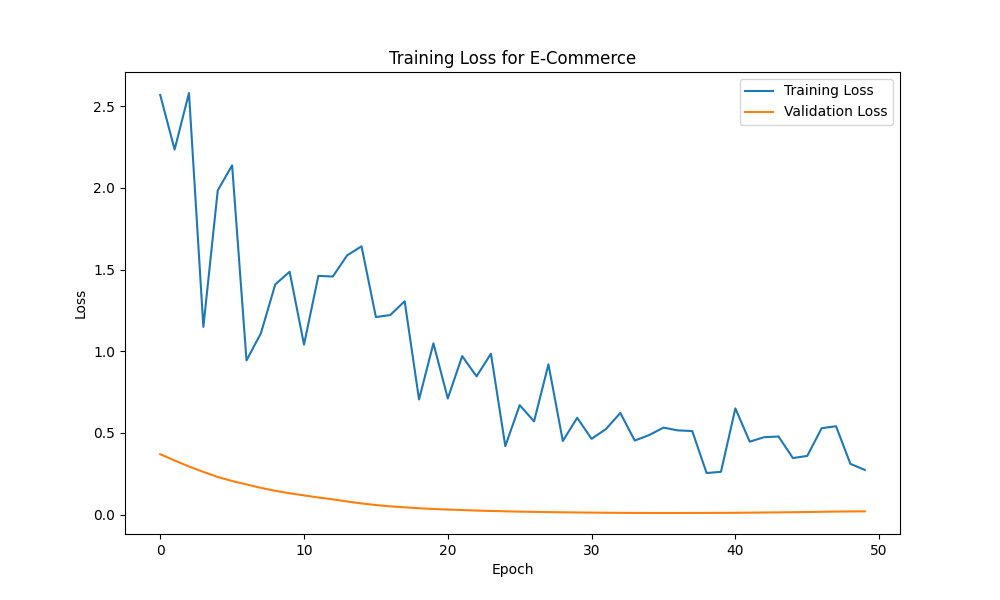 Training Loss for E-Commerce
Training Loss
Validation Loss
2.5
2.0
1.5
1.0
0.5
0.0
Loss
0 10 20 30 40 50
Epoch